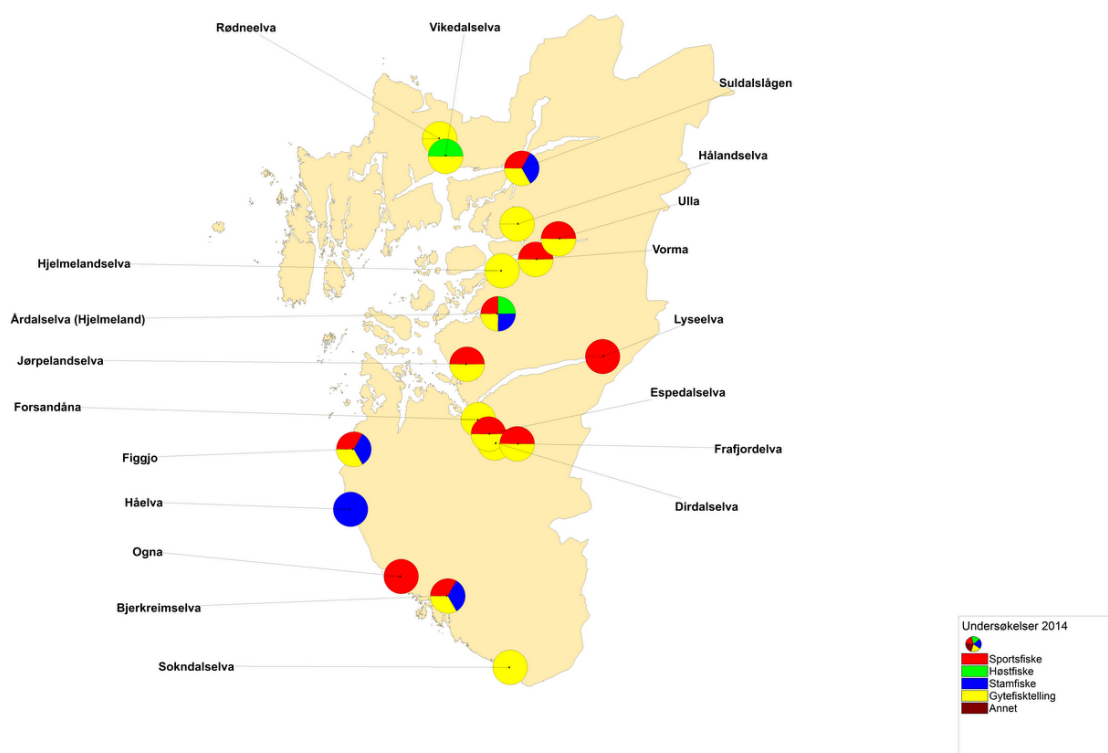 Rødneelva
Vikedalselva
Suldalslågen
Hålandselva
Ulla
Vorma
Hjelmelandselva
Årdalselva (Hjelmeland)
Lyseelva
Jørpelandselva
Espedalselva
Forsandåna
Frafjordelva
Figgjo
Dirdalselva
Håelva
Ogna
Bjerkreimselva
Sokndalselva
Undersøkelser 2014
Sportsfiske
Høstfiske
Stamfiske
Gytefisktelling
Annet